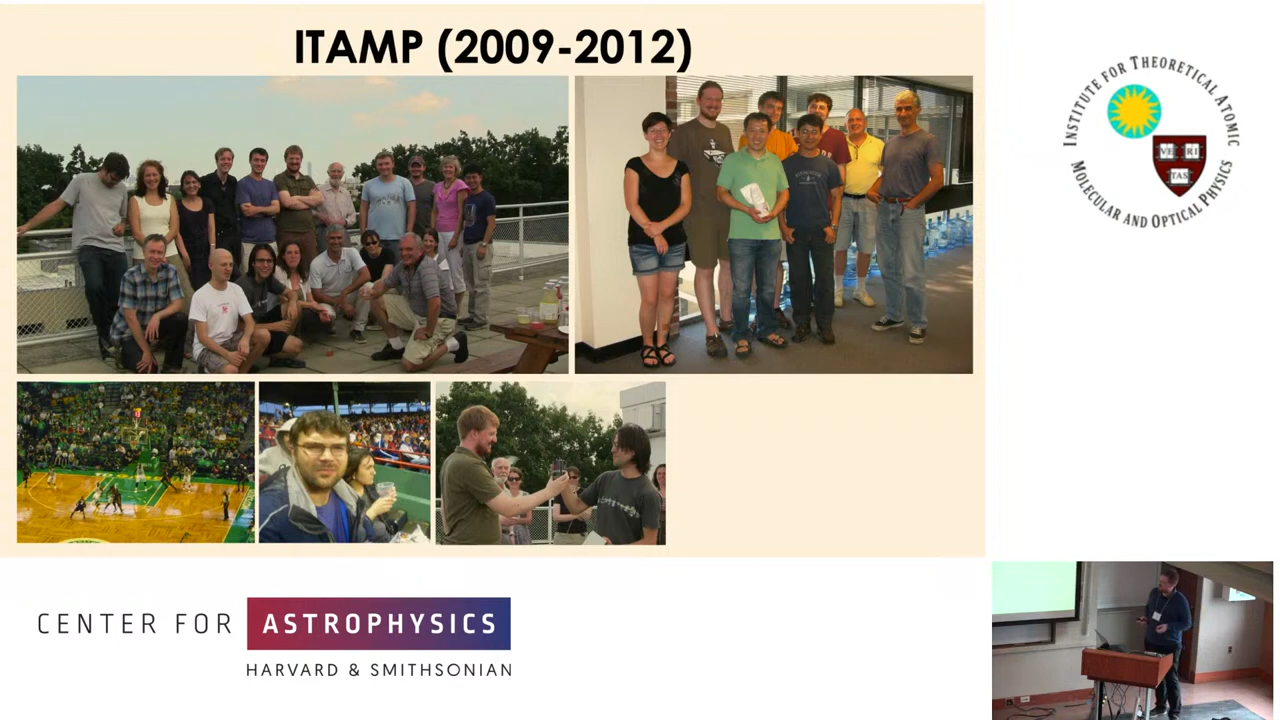 ITAMP (2009-2012)
INSTITUTE FOR THEORETICAL ATOMIC
MOLECULAR AND OPTICAL PHYSICS
VE RI
TAS
CENTER FOR ASTROPHYSICS
HARVARD & SMITHSONIAN